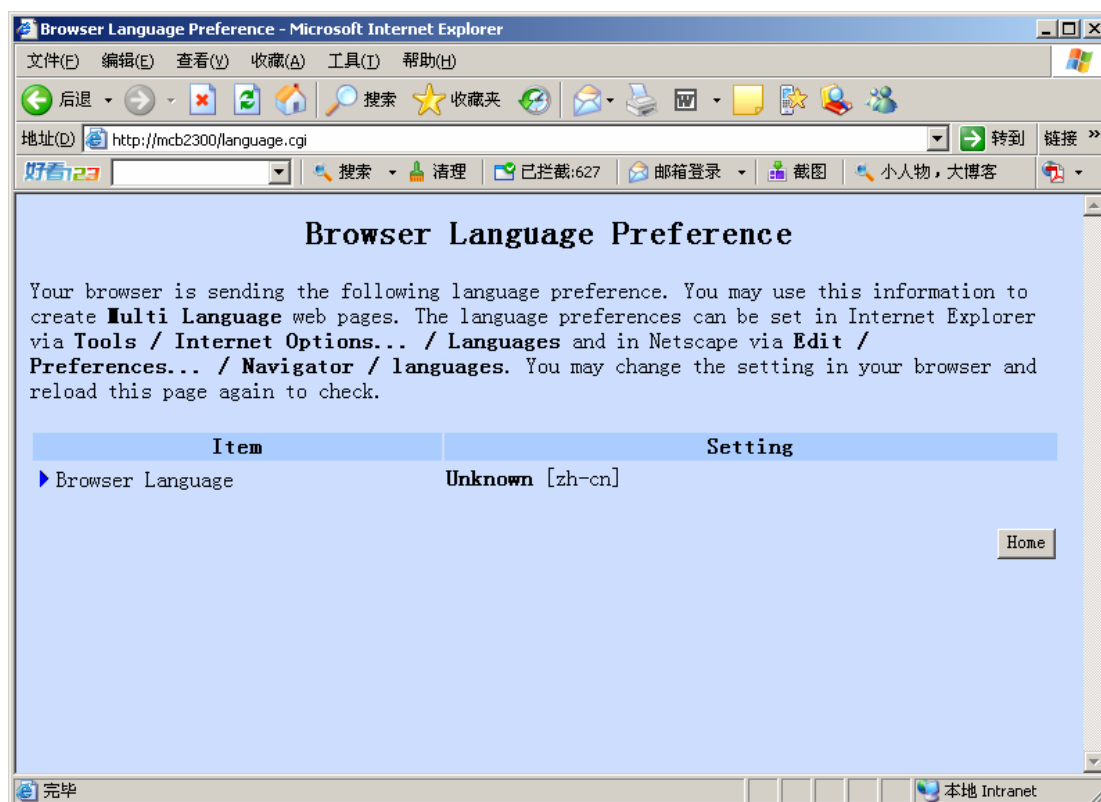 Browser Language Preference - Microsoft Internet Explorer
文件(F) 编辑(E) 查看(V) 收藏(A) 工具(T) 帮助(H)
后退 搜索 收藏夹
地址(D) http://mcb2300/language.cgi 转到 链接 »
好看123 搜索 清理 已拦截:627 邮箱登录 截图 小人物，大博客
Browser Language Preference
Your browser is sending the following language preference. You may use this information to
create Multi Language web pages. The language preferences can be set in Internet Explorer
via Tools / Internet Options... / Languages and in Netscape via Edit /
Preferences... / Navigator / languages. You may change the setting in your browser and
reload this page again to check.
Item Setting
Browser Language Unknown [zh-cn]
Home
完毕 本地 Intranet